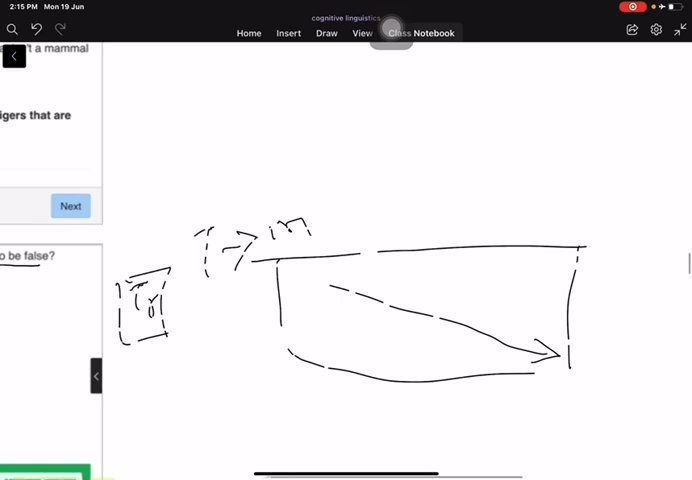 2:15 PM Mon 19 Jun
cognitive linguistics
Home Insert Draw View Class Notebook
't a mammal
igers that are
Next
T → m
o be false?